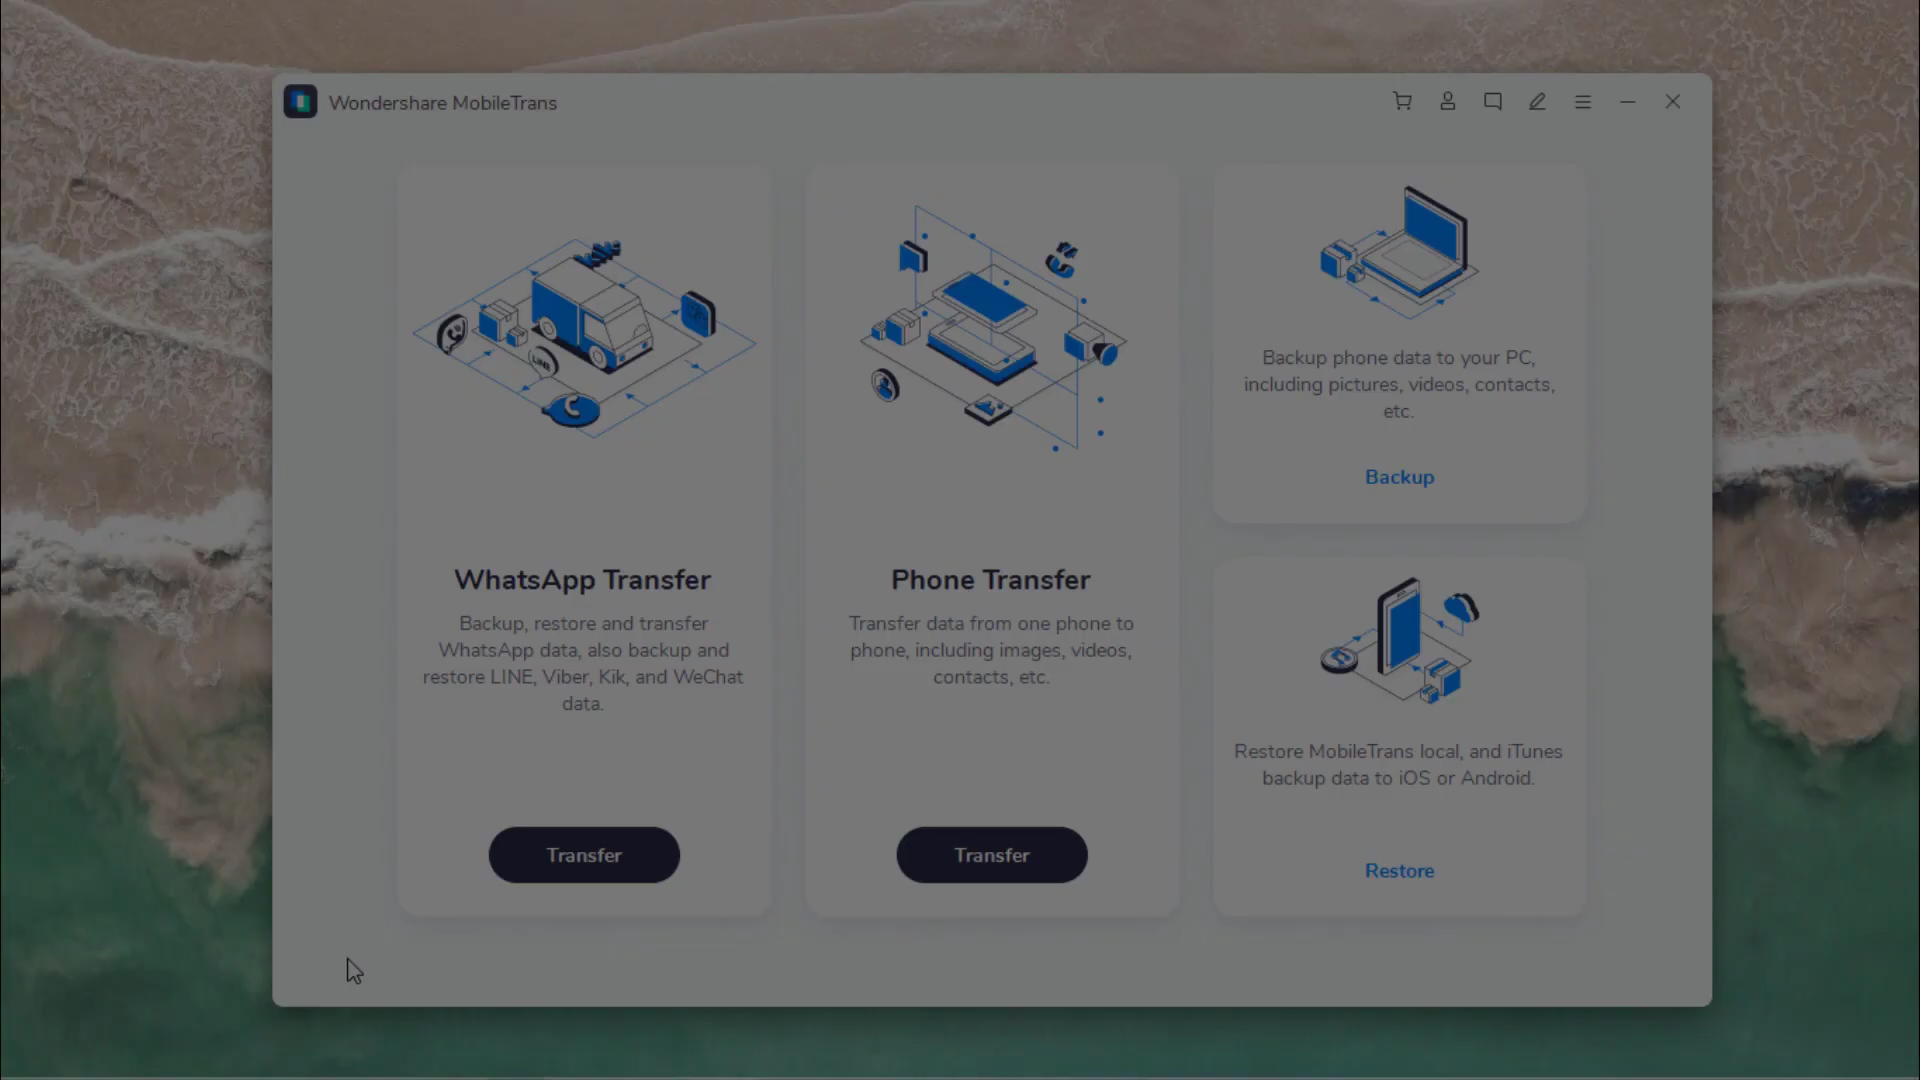 Wondershare MobileTrans
WhatsApp Transfer
Backup, restore and transfer
WhatsApp data, also backup and
restore LINE, Viber, Kik, and WeChat
data.
Transfer
Phone Transfer
Transfer data from one phone to
phone, including images, videos,
contacts, etc.
Transfer
Backup phone data to your PC,
including pictures, videos, contacts,
etc.
Backup
Restore MobileTrans local, and iTunes
backup data to iOS or Android.
Restore
LINE